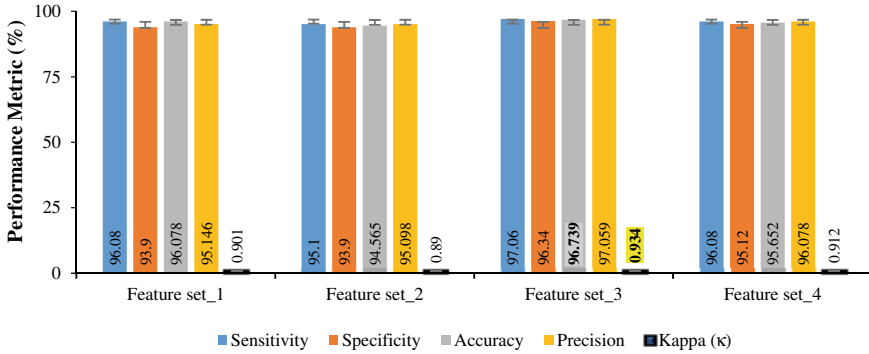 Performance Metric (%)
100
75
50
25
0
96.08
93.9
96.078
95.146
0.901
95.1
93.9
94.565
95.098
0.89
97.06
96.34
96.739
97.059
0.934
96.08
95.12
95.652
96.078
0.912
Feature set_1
Feature set_2
Feature set_3
Feature set_4
Sensitivity
Specificity
Accuracy
Precision
Kappa (κ)